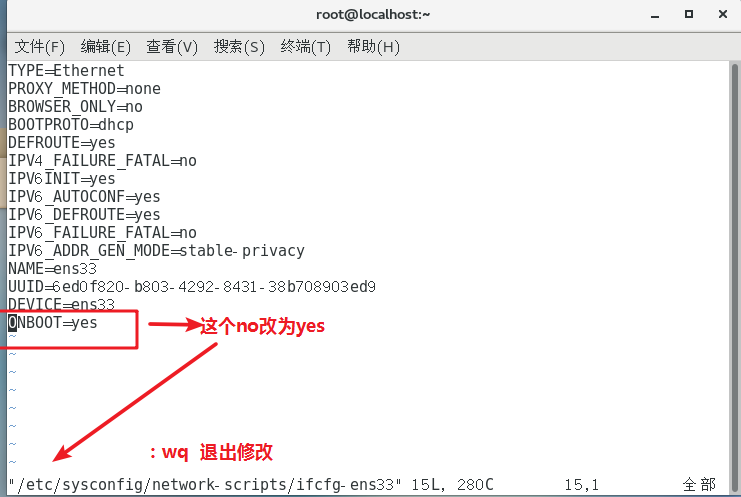 root@localhost:~
文件(F) 编辑(E) 查看(V) 搜索(S) 终端(T) 帮助(H)
TYPE=Ethernet
PROXY_METHOD=none
BROWSER_ONLY=no
BOOTPROTO=dhcp
DEFROUTE=yes
IPV4_FAILURE_FATAL=no
IPV6INIT=yes
IPV6_AUTOCONF=yes
IPV6_DEFROUTE=yes
IPV6_FAILURE_FATAL=no
IPV6_ADDR_GEN_MODE=stable-privacy
NAME=ens33
UUID=6ed0f820-b803-4292-8431-38b708903ed9
DEVICE=ens33
ONBOOT=yes 这个no改为yes
~
~
~
~
~
~
~ : wq 退出修改
~
"/etc/sysconfig/network-scripts/ifcfg-ens33" 15L, 280C 15,1 全部